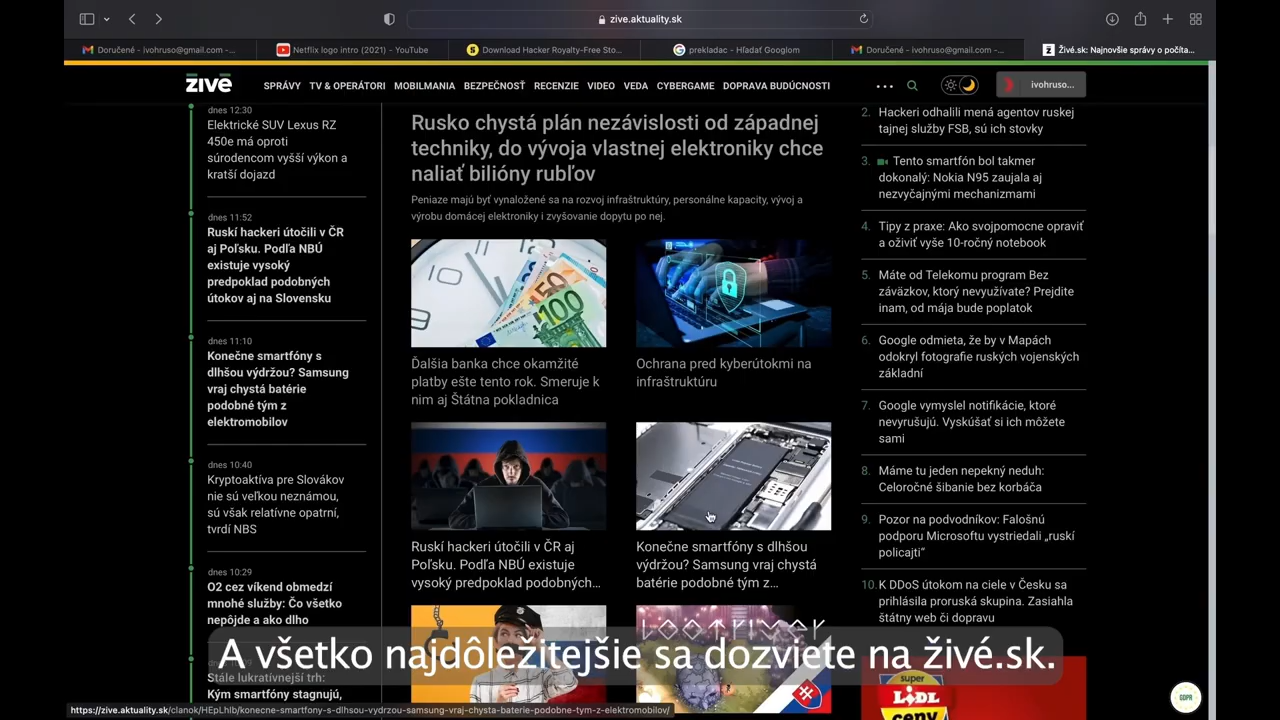 zive.aktuality.sk
Doručené - ivohruso@gmail.com -...
Netflix logo intro (2021) - YouTube
Download Hacker Royalty-Free Sto...
prekladac - Hľadať Googlom
Doručené - ivohruso@gmail.com -...
Živé.sk: Najnovšie správy o počíta...
živé
SPRÁVY TV & OPERÁTORI MOBILMANIA BEZPEČNOSŤ RECENZIE VIDEO VEDA CYBERGAME DOPRAVA BUDÚCNOSTI
ivohruso...
dnes 12:30
Elektrické SUV Lexus RZ
450e má oproti
súrodencom vyšší výkon a
kratší dojazd
dnes 11:52
Ruskí hackeri útočili v ČR
aj Poľsku. Podľa NBÚ
existuje vysoký
predpoklad podobných
útokov aj na Slovensku
dnes 11:10
Konečne smartfóny s
dlhšou výdržou? Samsung
vraj chystá batérie
podobné tým z
elektromobilov
dnes 10:40
Kryptoaktíva pre Slovákov
nie sú veľkou neznámou,
sú však relatívne opatrní,
tvrdí NBS
dnes 10:29
O2 cez víkend obmedzí
mnohé služby: Čo všetko
nepôjde a ako dlho
Stále lukratívnejší trh:
Kým smartfóny stagnujú,
Rusko chystá plán nezávislosti od západnej
techniky, do vývoja vlastnej elektroniky chce
naliať bilióny rubľov
Peniaze majú byť vynaložené sa na rozvoj infraštruktúry, personálne kapacity, vývoj a
výrobu domácej elektroniky i zvyšovanie dopytu po nej.
100
Ďalšia banka chce okamžité
platby ešte tento rok. Smeruje k
nim aj Štátna pokladnica
Ochrana pred kyberútokmi na
infraštruktúru
Ruskí hackeri útočili v ČR aj
Poľsku. Podľa NBÚ existuje
vysoký predpoklad podobných...
Konečne smartfóny s dlhšou
výdržou? Samsung vraj chystá
batérie podobné tým z...
2. Hackeri odhalili mená agentov ruskej
tajnej služby FSB, sú ich stovky
3. Tento smartfón bol takmer
dokonalý: Nokia N95 zaujala aj
nezvyčajnými mechanizmami
4. Tipy z praxe: Ako svojpomocne opraviť
a oživiť vyše 10-ročný notebook
5. Máte od Telekomu program Bez
záväzkov, ktorý nevyužívate? Prejdite
inam, od mája bude poplatok
6. Google odmieta, že by v Mapách
odokryl fotografie ruských vojenských
základní
7. Google vymyslel notifikácie, ktoré
nevyrušujú. Vyskúšať si ich môžete
sami
8. Máme tu jeden nepekný neduh:
Celoročné šibanie bez korbáča
9. Pozor na podvodníkov: Falošnú
podporu Microsoftu vystriedali „ruskí
policajti“
10. K DDoS útokom na ciele v Česku sa
prihlásila proruská skupina. Zasiahla
štátny web či dopravu
A všetko najdôležitejšie sa dozviete na živé.sk.
super
LIDL
ceny
GDPR
https://zive.aktuality.sk/clanok/HEpLhlb/konecne-smartfony-s-dlhsou-vydrzou-samsung-vraj-chysta-baterie-podobne-tym-z-elektromobilov/